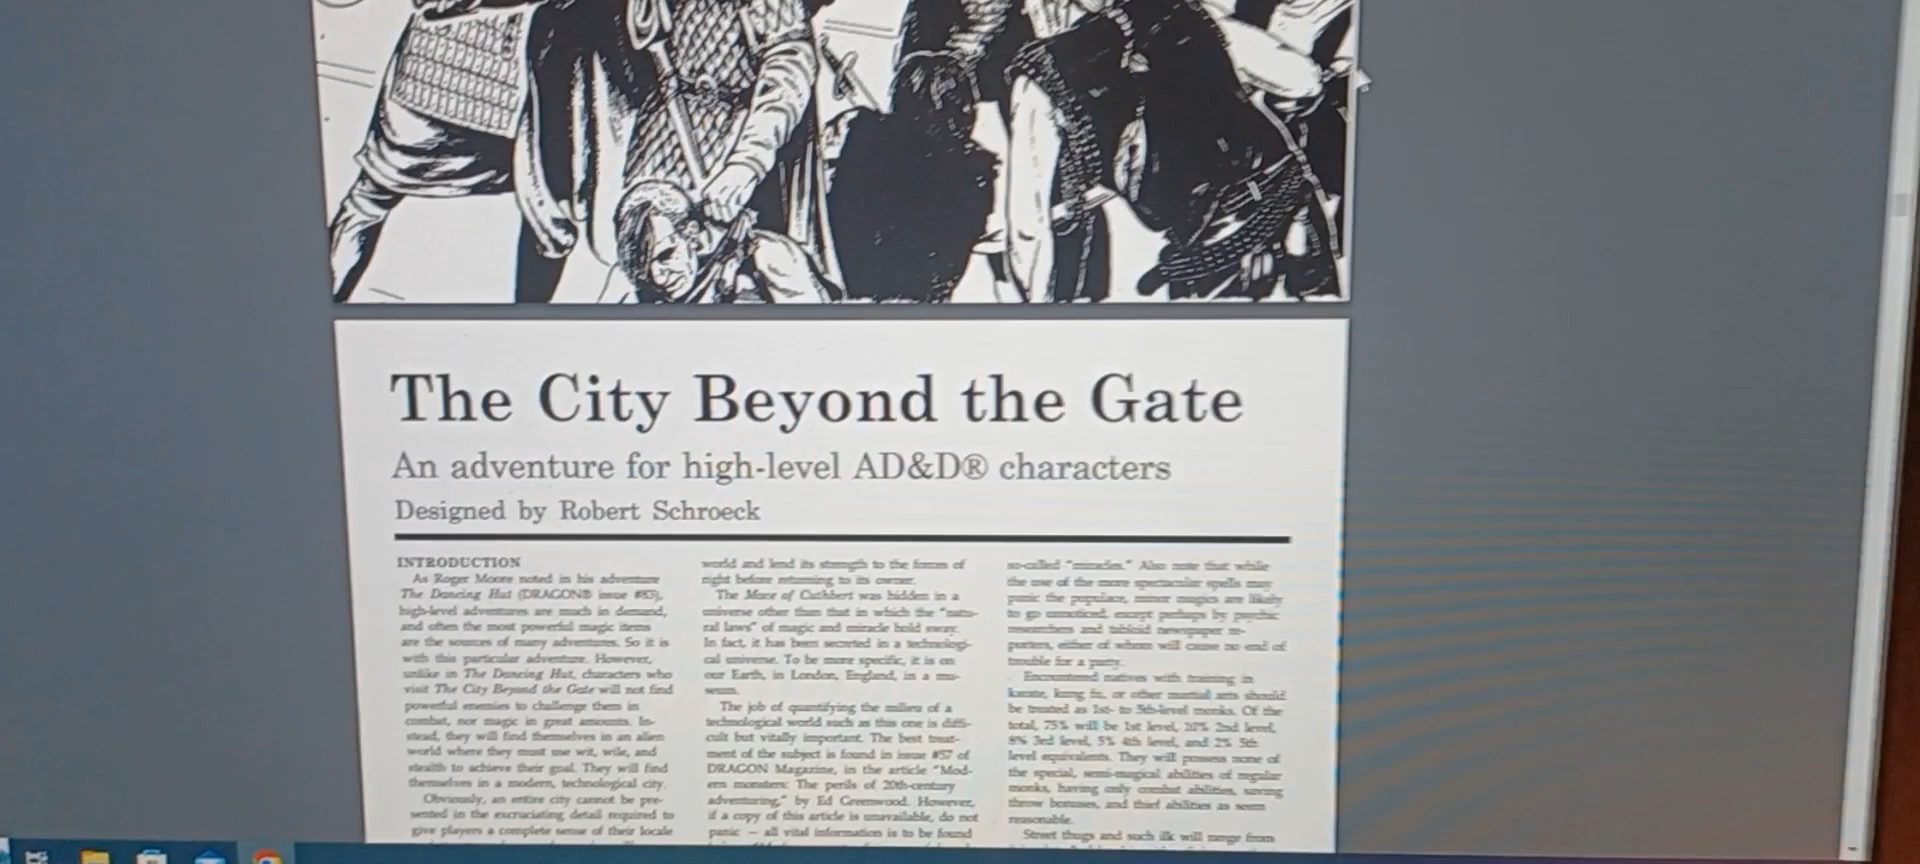 The City Beyond the Gate
An adventure for high-level AD&D® characters
Designed by Robert Schroeck
INTRODUCTION
As Roger Moore noted in his adventure
The Dancing Hut (DRAGON® issue #83),
high-level adventures are much in demand,
and often the most powerful magic items
are the sources of many adventures. So it is
with this particular adventure. However,
unlike in The Dancing Hut, characters who
visit The City Beyond the Gate will not find
powerful enemies to challenge them in
combat, nor magic in great amounts. In-
stead, they will find themselves in an alien
world where they must use wit, wile, and
stealth to achieve their goal. They will find
themselves in a modern, technological city.
Obviously, an entire city cannot be pre-
sented in the excruciating detail required to
give players a complete sense of their locale
world and lend its strength to the forces of
right before returning to its owner.
The Mace of Cuthbert was hidden in a
universe other than that in which the "natu-
ral laws" of magic and miracle hold sway.
In fact, it has been secreted in a technologi-
cal universe. To be more specific, it is on
our Earth, in London, England, in a mu-
seum.
The job of quantifying the milieu of a
technological world such as this one is diffi-
cult but vitally important. The best treat-
ment of the subject is found in issue #57 of
DRAGON Magazine, in the article "Mod-
ern monsters: The perils of 20th-century
adventuring," by Ed Greenwood. However,
if a copy of this article is unavailable, do not
panic — all vital information is to be found
so-called "miracles." Also note that while
the use of the more spectacular spells may
panic the populace, minor magics are likely
to go unnoticed, except perhaps by psychic
researchers and tabloid newspaper re-
porters, either of whom will cause no end of
trouble for a party.
Encountered natives with training in
karate, kung fu, or other martial arts should
be treated as 1st- to 5th-level monks. Of the
total, 75% will be 1st level, 10% 2nd level,
8% 3rd level, 5% 4th level, and 2% 5th
level equivalents. They will possess none of
the special, semi-magical abilities of regular
monks, having only combat abilities, saving
throw bonuses, and thief abilities as seem
reasonable.
Street thugs and such ilk will range from